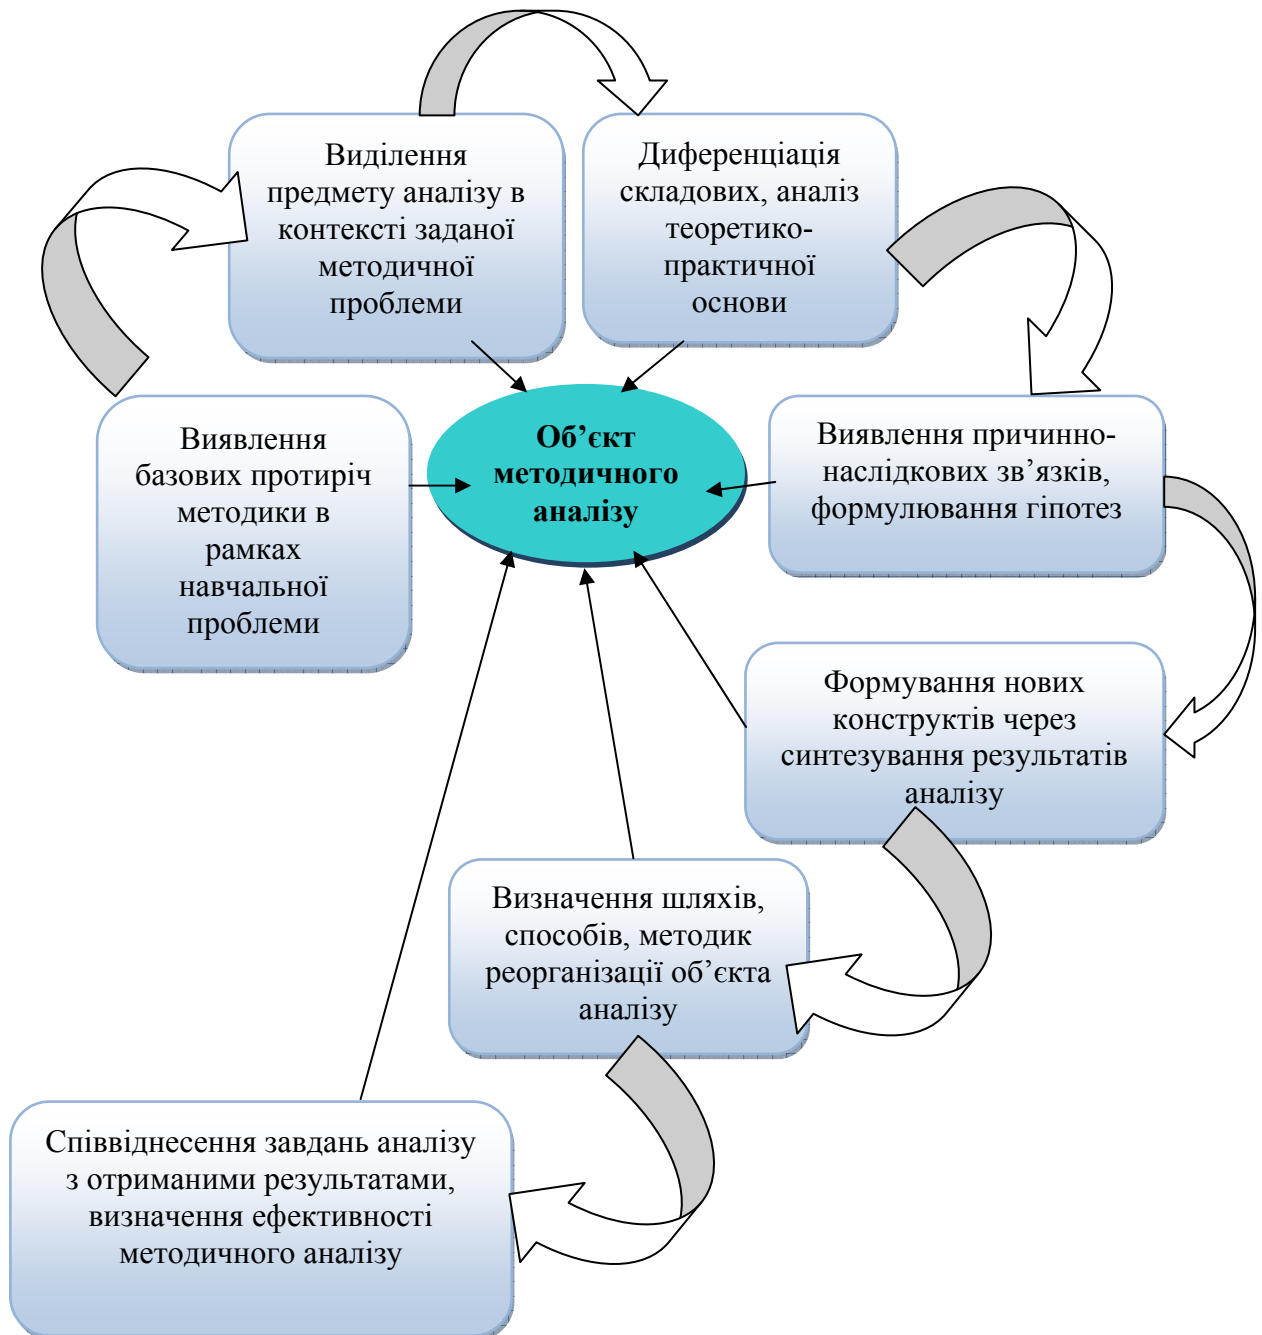 Виділення
предмету аналізу в
контексті заданої
методичної
проблеми
Диференціація
складових, аналіз
теоретико-
практичної
основи
Виявлення
базових протиріч
методики в
рамках
навчальної
проблеми
Об’єкт
методичного
аналізу
Виявлення причинно-
наслідкових зв’язків,
формулювання гіпотез
Формування нових
конструктів через
синтезування результатів
аналізу
Визначення шляхів,
способів, методик
реорганізації об’єкта
аналізу
Співвіднесення завдань аналізу
з отриманими результатами,
визначення ефективності
методичного аналізу